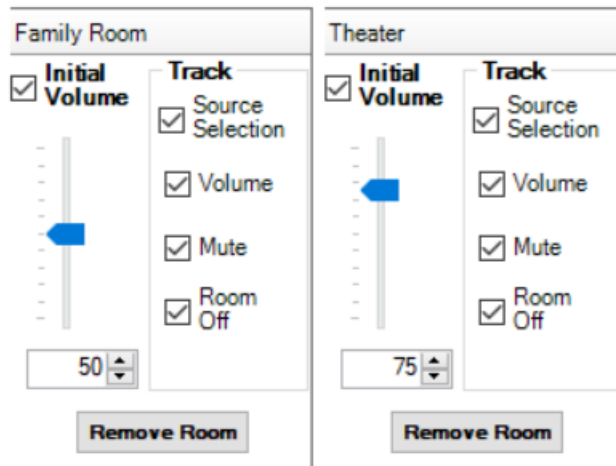 Family Room
Initial
Volume
Track
Source
Selection
Volume
Mute
Room
Off
50
Remove Room
Theater
Initial
Volume
Track
Source
Selection
Volume
Mute
Room
Off
75
Remove Room